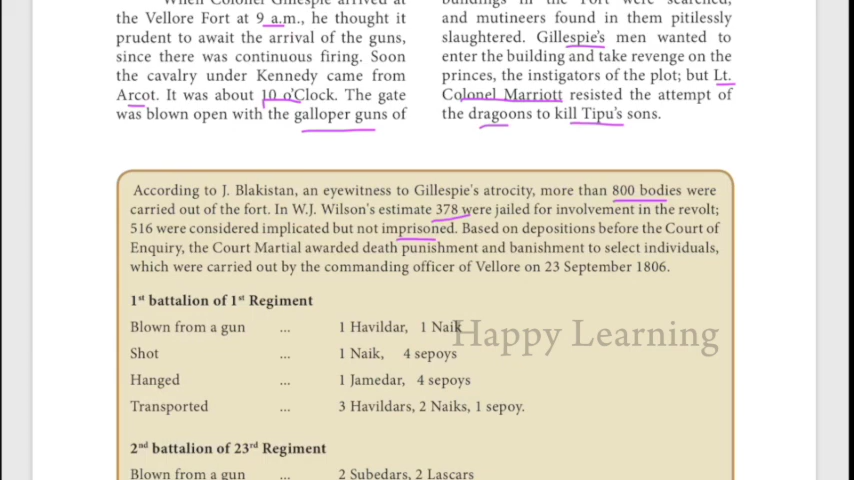 When Colonel Gillespie arrived at
the Vellore Fort at 9 a.m., he thought it
prudent to await the arrival of the guns,
since there was continuous firing. Soon
the cavalry under Kennedy came from
Arcot. It was about 10 o'Clock. The gate
was blown open with the galloper guns of
buildings in the Fort were searched,
and mutineers found in them pitilessly
slaughtered. Gillespie's men wanted to
enter the building and take revenge on the
princes, the instigators of the plot; but Lt.
Colonel Marriott resisted the attempt of
the dragoons to kill Tipu's sons.
According to J. Blakistan, an eyewitness to Gillespie's atrocity, more than 800 bodies were
carried out of the fort. In W.J. Wilson's estimate 378 were jailed for involvement in the revolt;
516 were considered implicated but not imprisoned. Based on depositions before the Court of
Enquiry, the Court Martial awarded death punishment and banishment to select individuals,
which were carried out by the commanding officer of Vellore on 23 September 1806.
1st battalion of 1st Regiment
Blown from a gun ... 1 Havildar, 1 Naik
Shot ... 1 Naik, 4 sepoys
Hanged ... 1 Jamedar, 4 sepoys
Transported ... 3 Havildars, 2 Naiks, 1 sepoy.
2nd battalion of 23rd Regiment
Blown from a gun ... 2 Subedars, 2 Lascars
Happy Learning